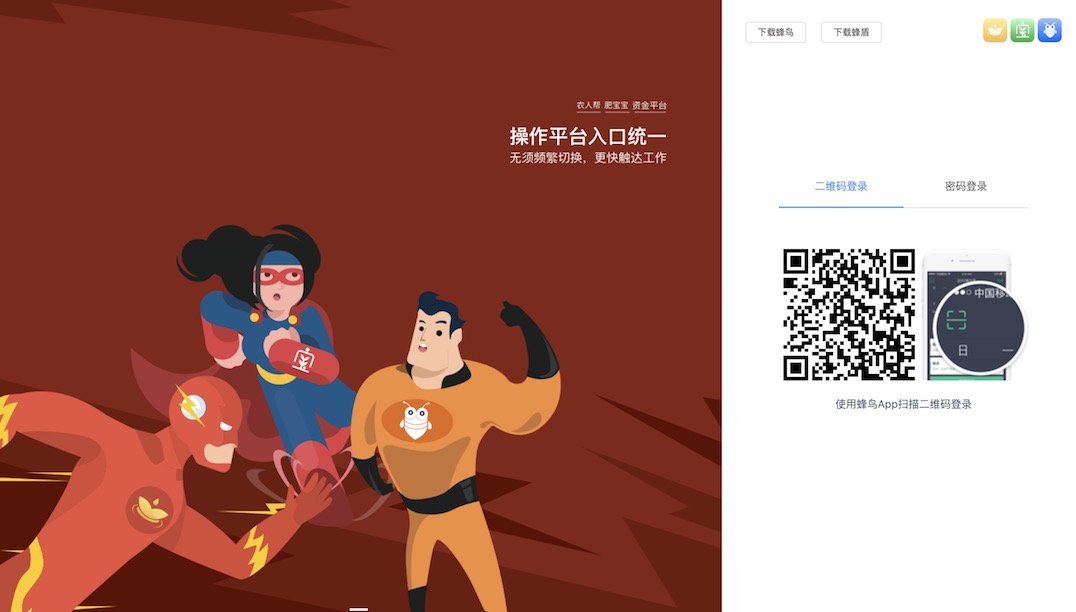 农人帮 肥宝宝 资金平台
操作平台入口统一
无须频繁切换，更快触达工作
下载蜂鸟
下载蜂盾
二维码登录
密码登录
中国移
日
使用蜂鸟App扫描二维码登录